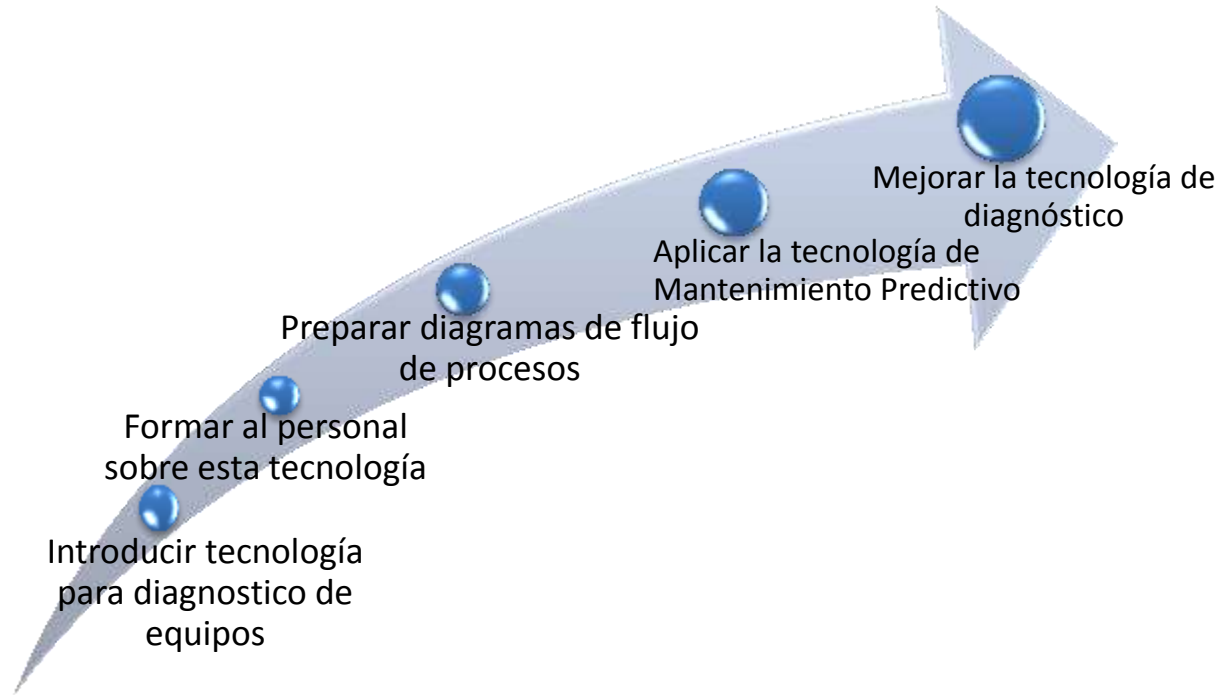 Mejorar la tecnología de
diagnóstico
Aplicar la tecnología de
Mantenimiento Predictivo
Preparar diagramas de flujo
de procesos
Formar al personal
sobre esta tecnología
Introducir tecnología
para diagnostico de
equipos